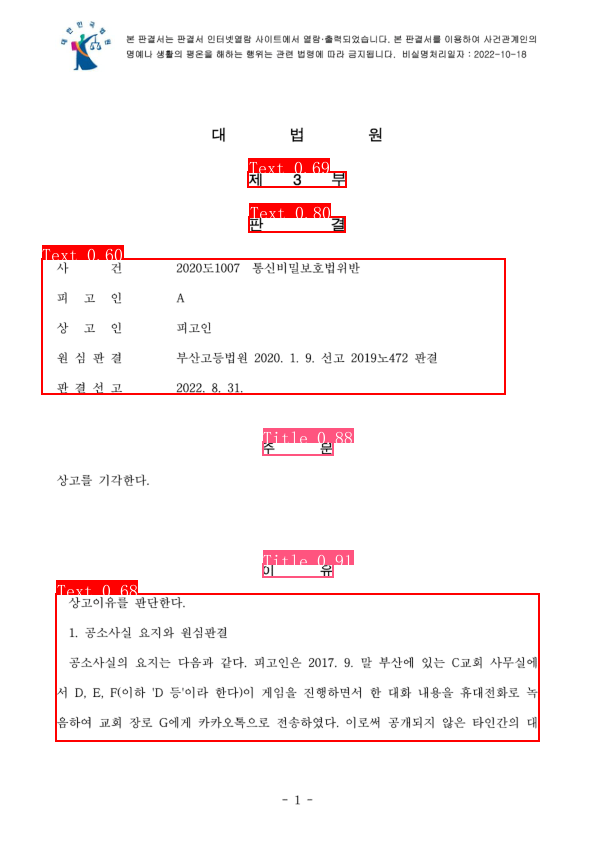 대한민국법원
본 판결서는 판결서 인터넷열람 사이트에서 열람·출력되었습니다. 본 판결서를 이용하여 사건관계인의
명예나 생활의 평온을 해하는 행위는 관련 법령에 따라 금지됩니다. 비실명처리일자 : 2022-10-18
대 법 원
Text 0.69
제 3 부
Text 0.80
판 결
Text 0.60
사 건 2020도1007 통신비밀보호법위반
피 고 인 A
상 고 인 피고인
원 심 판 결 부산고등법원 2020. 1. 9. 선고 2019노472 판결
판 결 선 고 2022. 8. 31.
Title 0.88
주 문
상고를 기각한다.
Title 0.91
이 유
Text 0.68
상고이유를 판단한다.
1. 공소사실 요지와 원심판결
공소사실의 요지는 다음과 같다. 피고인은 2017. 9. 말 부산에 있는 C교회 사무실에
서 D, E, F(이하 'D 등'이라 한다)이 게임을 진행하면서 한 대화 내용을 휴대전화로 녹
음하여 교회 장로 G에게 카카오톡으로 전송하였다. 이로써 공개되지 않은 타인간의 대
- 1 -